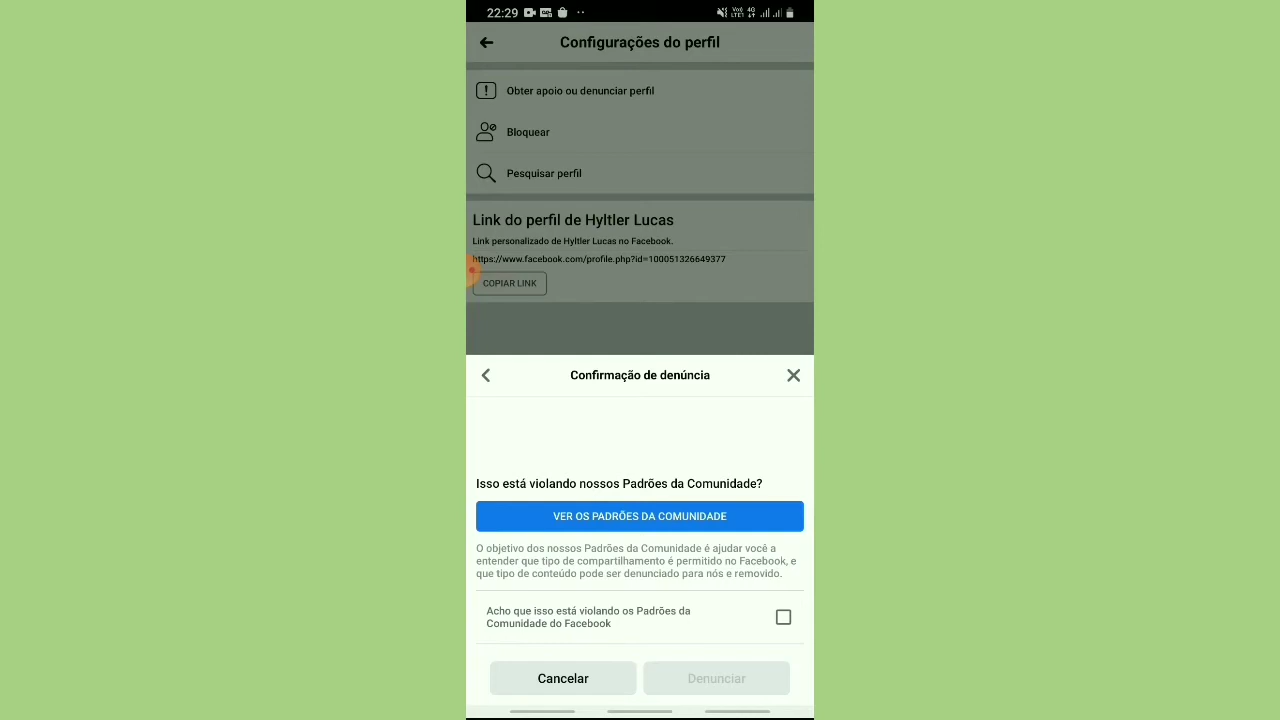 22:29
Configurações do perfil
Obter apoio ou denunciar perfil
Bloquear
Pesquisar perfil
Link do perfil de Hyltler Lucas
Link personalizado de Hyltler Lucas no Facebook.
https://www.facebook.com/profile.php?id=100051326649377
COPIAR LINK
Confirmação de denúncia
Isso está violando nossos Padrões da Comunidade?
VER OS PADRÕES DA COMUNIDADE
O objetivo dos nossos Padrões da Comunidade é ajudar você a
entender que tipo de compartilhamento é permitido no Facebook, e
que tipo de conteúdo pode ser denunciado para nós e removido.
Acho que isso está violando os Padrões da
Comunidade do Facebook
Cancelar
Denunciar